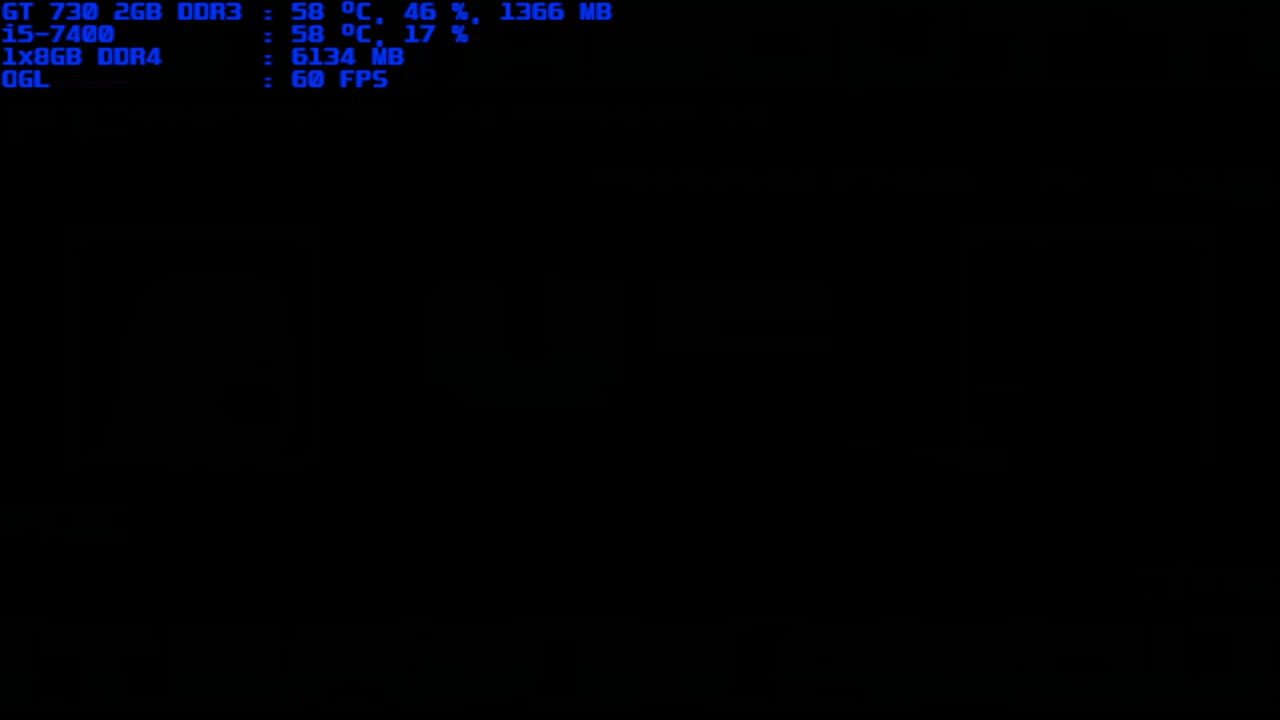 GT 730 2GB DDR3 : 58 ºC, 46 %, 1366 MB
i5-7400 : 58 ºC, 17 %
1x8GB DDR4 : 6134 MB
OGL : 60 FPS